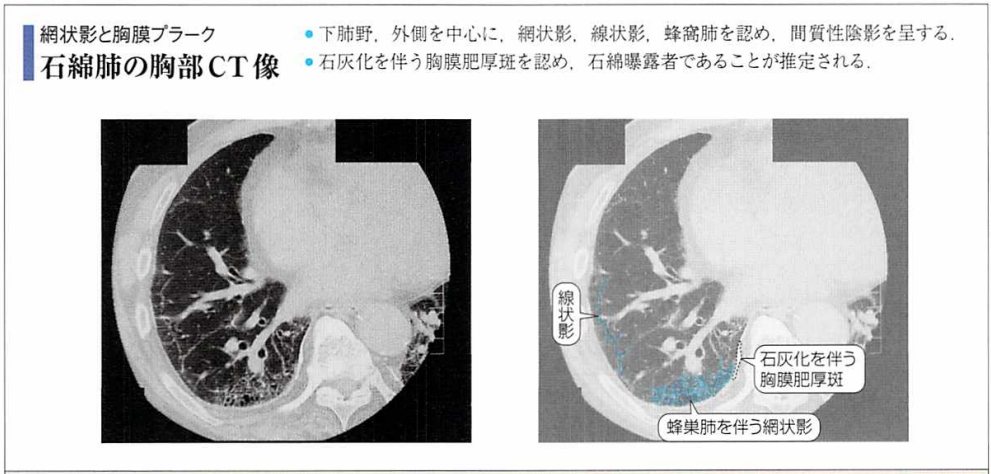 網状影と胸膜プラーク
石綿肺の胸部CT像
● 下肺野，外側を中心に，網状影，線状影，蜂窩肺を認め，間質性陰影を呈する．
● 石灰化を伴う胸膜肥厚斑を認め，石綿曝露者であることが推定される．
線状影
石灰化を伴う
胸膜肥厚斑
蜂巣肺を伴う網状影